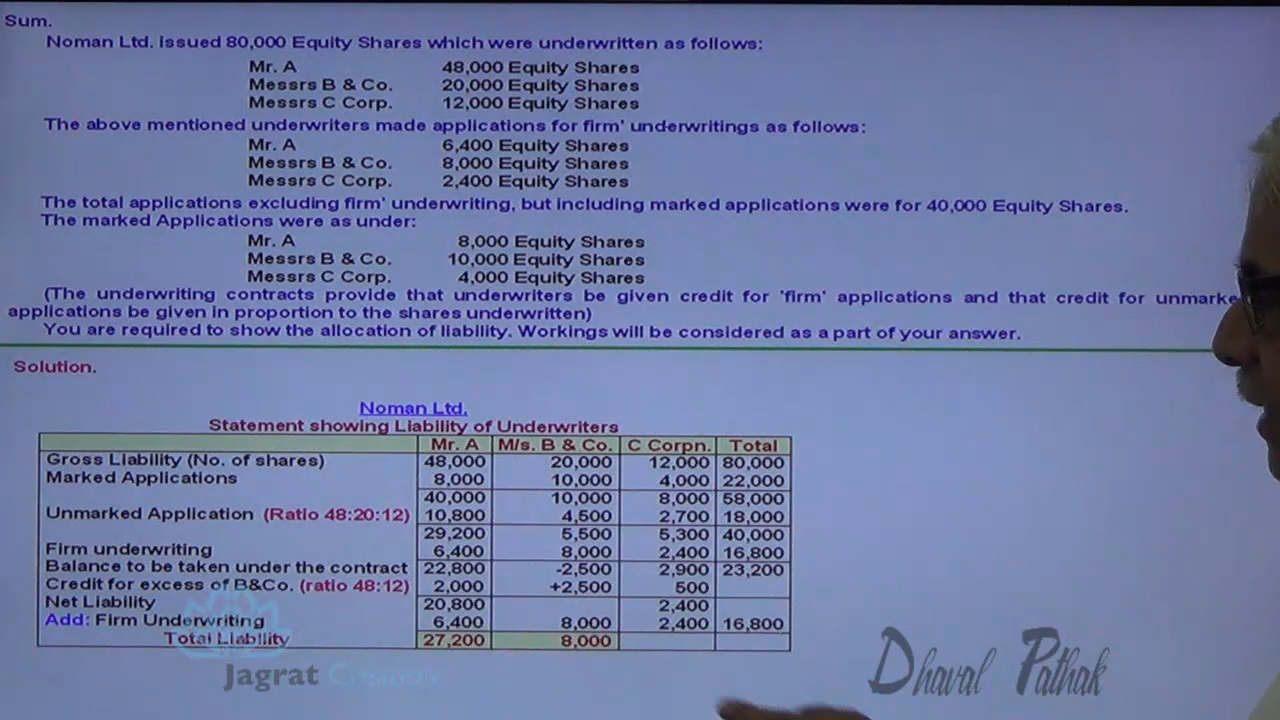 Sum.
Noman Ltd. issued 80,000 Equity Shares which were underwritten as follows:
Mr. A 48,000 Equity Shares
Messrs B & Co. 20,000 Equity Shares
Messrs C Corp. 12,000 Equity Shares
The above mentioned underwriters made applications for firm' underwritings as follows:
Mr. A 6,400 Equity Shares
Messrs B & Co. 8,000 Equity Shares
Messrs C Corp. 2,400 Equity Shares
The total applications excluding firm' underwriting, but including marked applications were for 40,000 Equity Shares.
The marked Applications were as under:
Mr. A 8,000 Equity Shares
Messrs B & Co. 10,000 Equity Shares
Messrs C Corp. 4,000 Equity Shares
(The underwriting contracts provide that underwriters be given credit for 'firm' applications and that credit for unmarke
applications be given in proportion to the shares underwritten)
You are required to show the allocation of liability. Workings will be considered as a part of your answer.
Solution.
Noman Ltd.
Statement showing Liability of Underwriters
Mr. A M/s. B & Co. C Corpn. Total
Gross Liability (No. of shares) 48,000 20,000 12,000 80,000
Marked Applications 8,000 10,000 4,000 22,000
40,000 10,000 8,000 58,000
Unmarked Application (Ratio 48:20:12) 10,800 4,500 2,700 18,000
29,200 5,500 5,300 40,000
Firm underwriting 6,400 8,000 2,400 16,800
Balance to be taken under the contract 22,800 -2,500 2,900 23,200
Credit for excess of B&Co. (ratio 48:12) 2,000 +2,500 500
Net Liability 20,800 2,400
Add: Firm Underwriting 6,400 8,000 2,400 16,800
Total Liability 27,200 8,000
Jagrat Creation
Dhaval Pathak